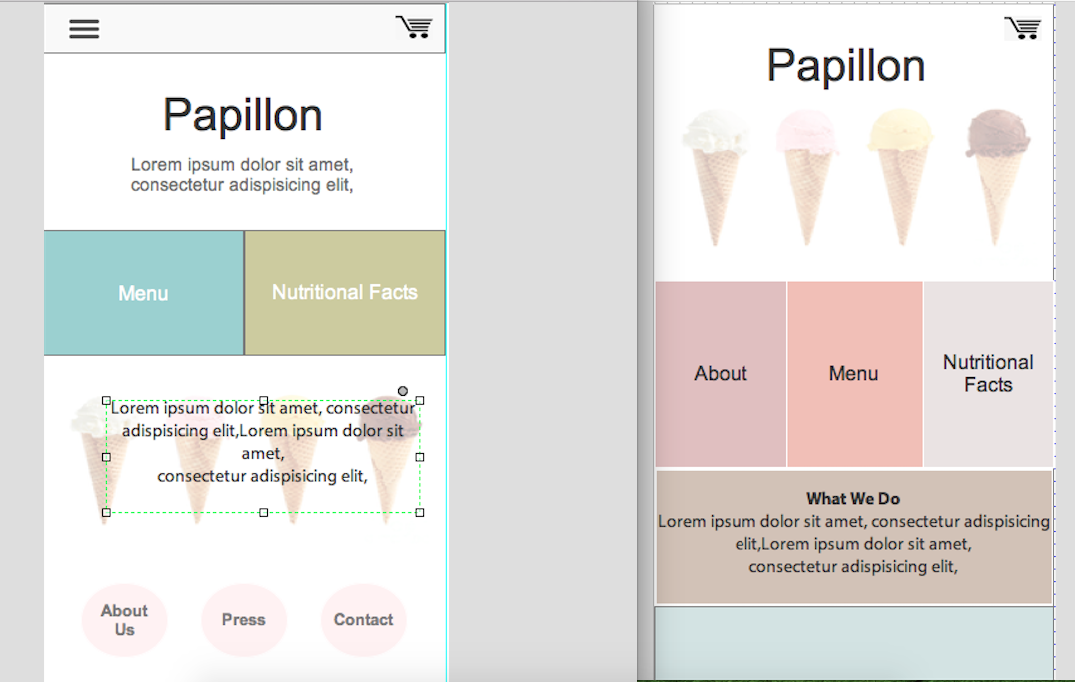 Papillon
Lorem ipsum dolor sit amet,
consectetur adispisicing elit,
Menu
Nutritional Facts
Lorem ipsum dolor sit amet, consectetur
adispisicing elit,Lorem ipsum dolor sit
amet,
consectetur adispisicing elit,
About
Us
Press
Contact
Papillon
About
Menu
Nutritional
Facts
What We Do
Lorem ipsum dolor sit amet, consectetur adispisicing
elit,Lorem ipsum dolor sit amet,
consectetur adispisicing elit,